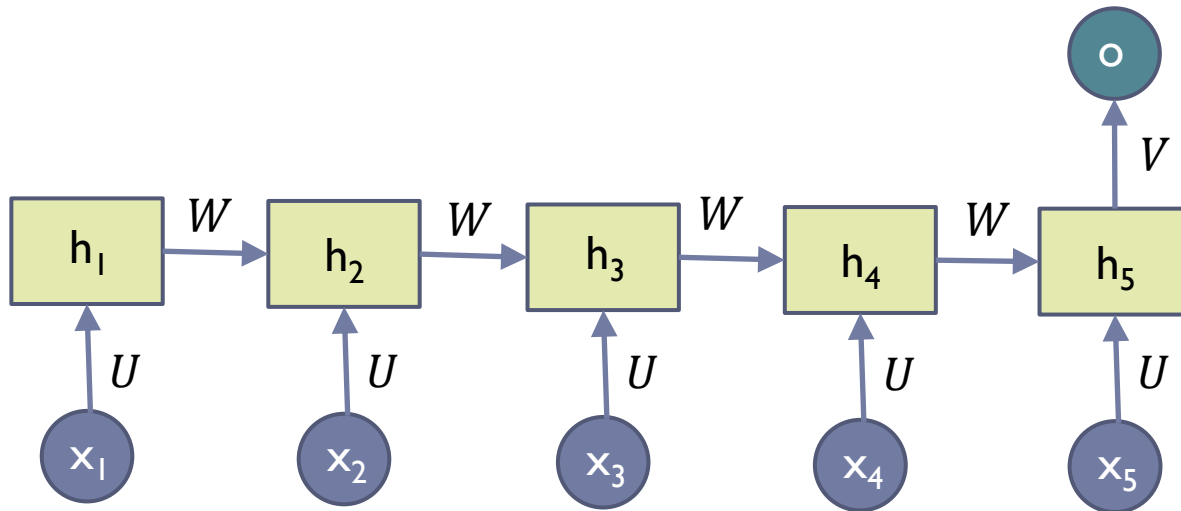 o
V
W W W W
h₁ h₂ h₃ h₄ h₅
U U U U U
x₁ x₂ x₃ x₄ x₅